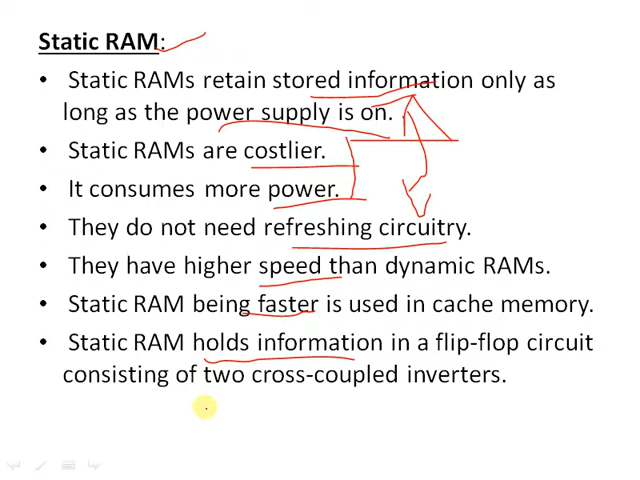 Static RAM:
• Static RAMs retain stored information only as
long as the power supply is on.
• Static RAMs are costlier.
• It consumes more power.
• They do not need refreshing circuitry.
• They have higher speed than dynamic RAMs.
• Static RAM being faster is used in cache memory.
• Static RAM holds information in a flip-flop circuit
consisting of two cross-coupled inverters.